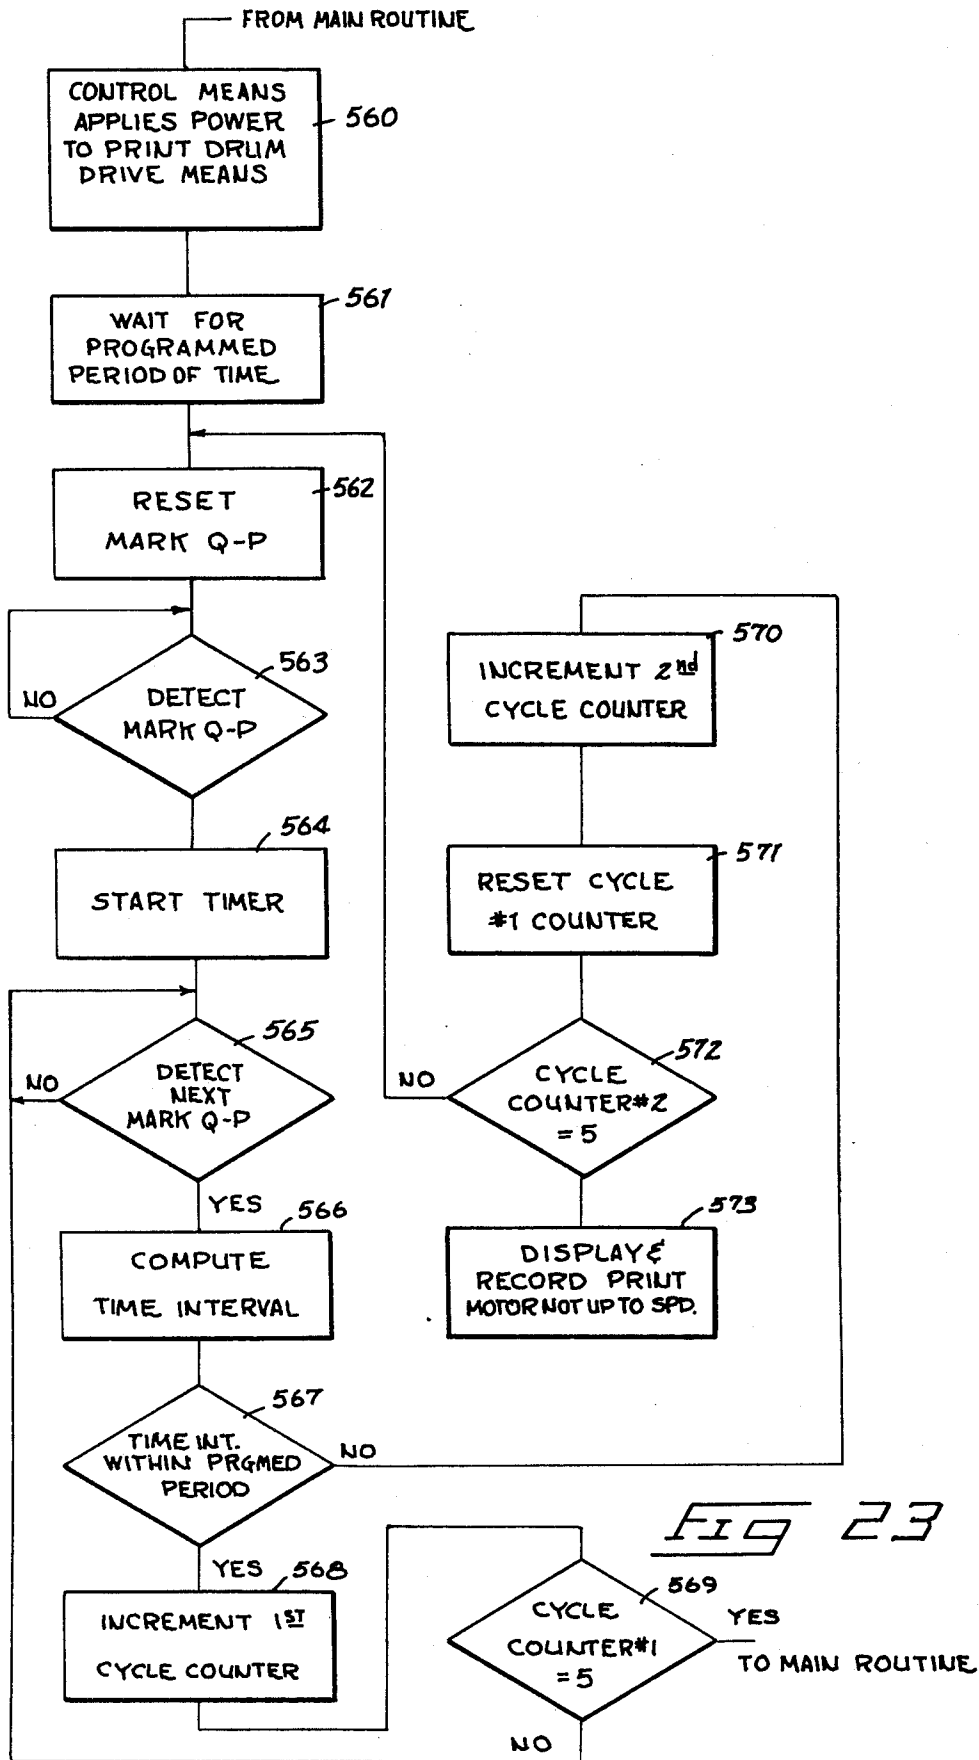 FROM MAIN ROUTINE
CONTROL MEANS
APPLIES POWER
TO PRINT DRUM
DRIVE MEANS
560
WAIT FOR
PROGRAMMED
PERIOD OF TIME
561
RESET
MARK Q-P
562
DETECT
MARK Q-P
563
NO
START TIMER
564
DETECT
NEXT
MARK Q-P
565
NO
YES
COMPUTE
TIME INTERVAL
566
TIME INT.
WITHIN PRGMED
PERIOD
567
NO
YES
INCREMENT 1ST
CYCLE COUNTER
568
CYCLE
COUNTER#1
=5
569
YES
TO MAIN ROUTINE
NO
INCREMENT 2nd
CYCLE COUNTER
570
RESET CYCLE
#1 COUNTER
571
CYCLE
COUNTER#2
=5
572
NO
DISPLAY &
RECORD PRINT
MOTOR NOT UP TO SPD.
573
FIG 23